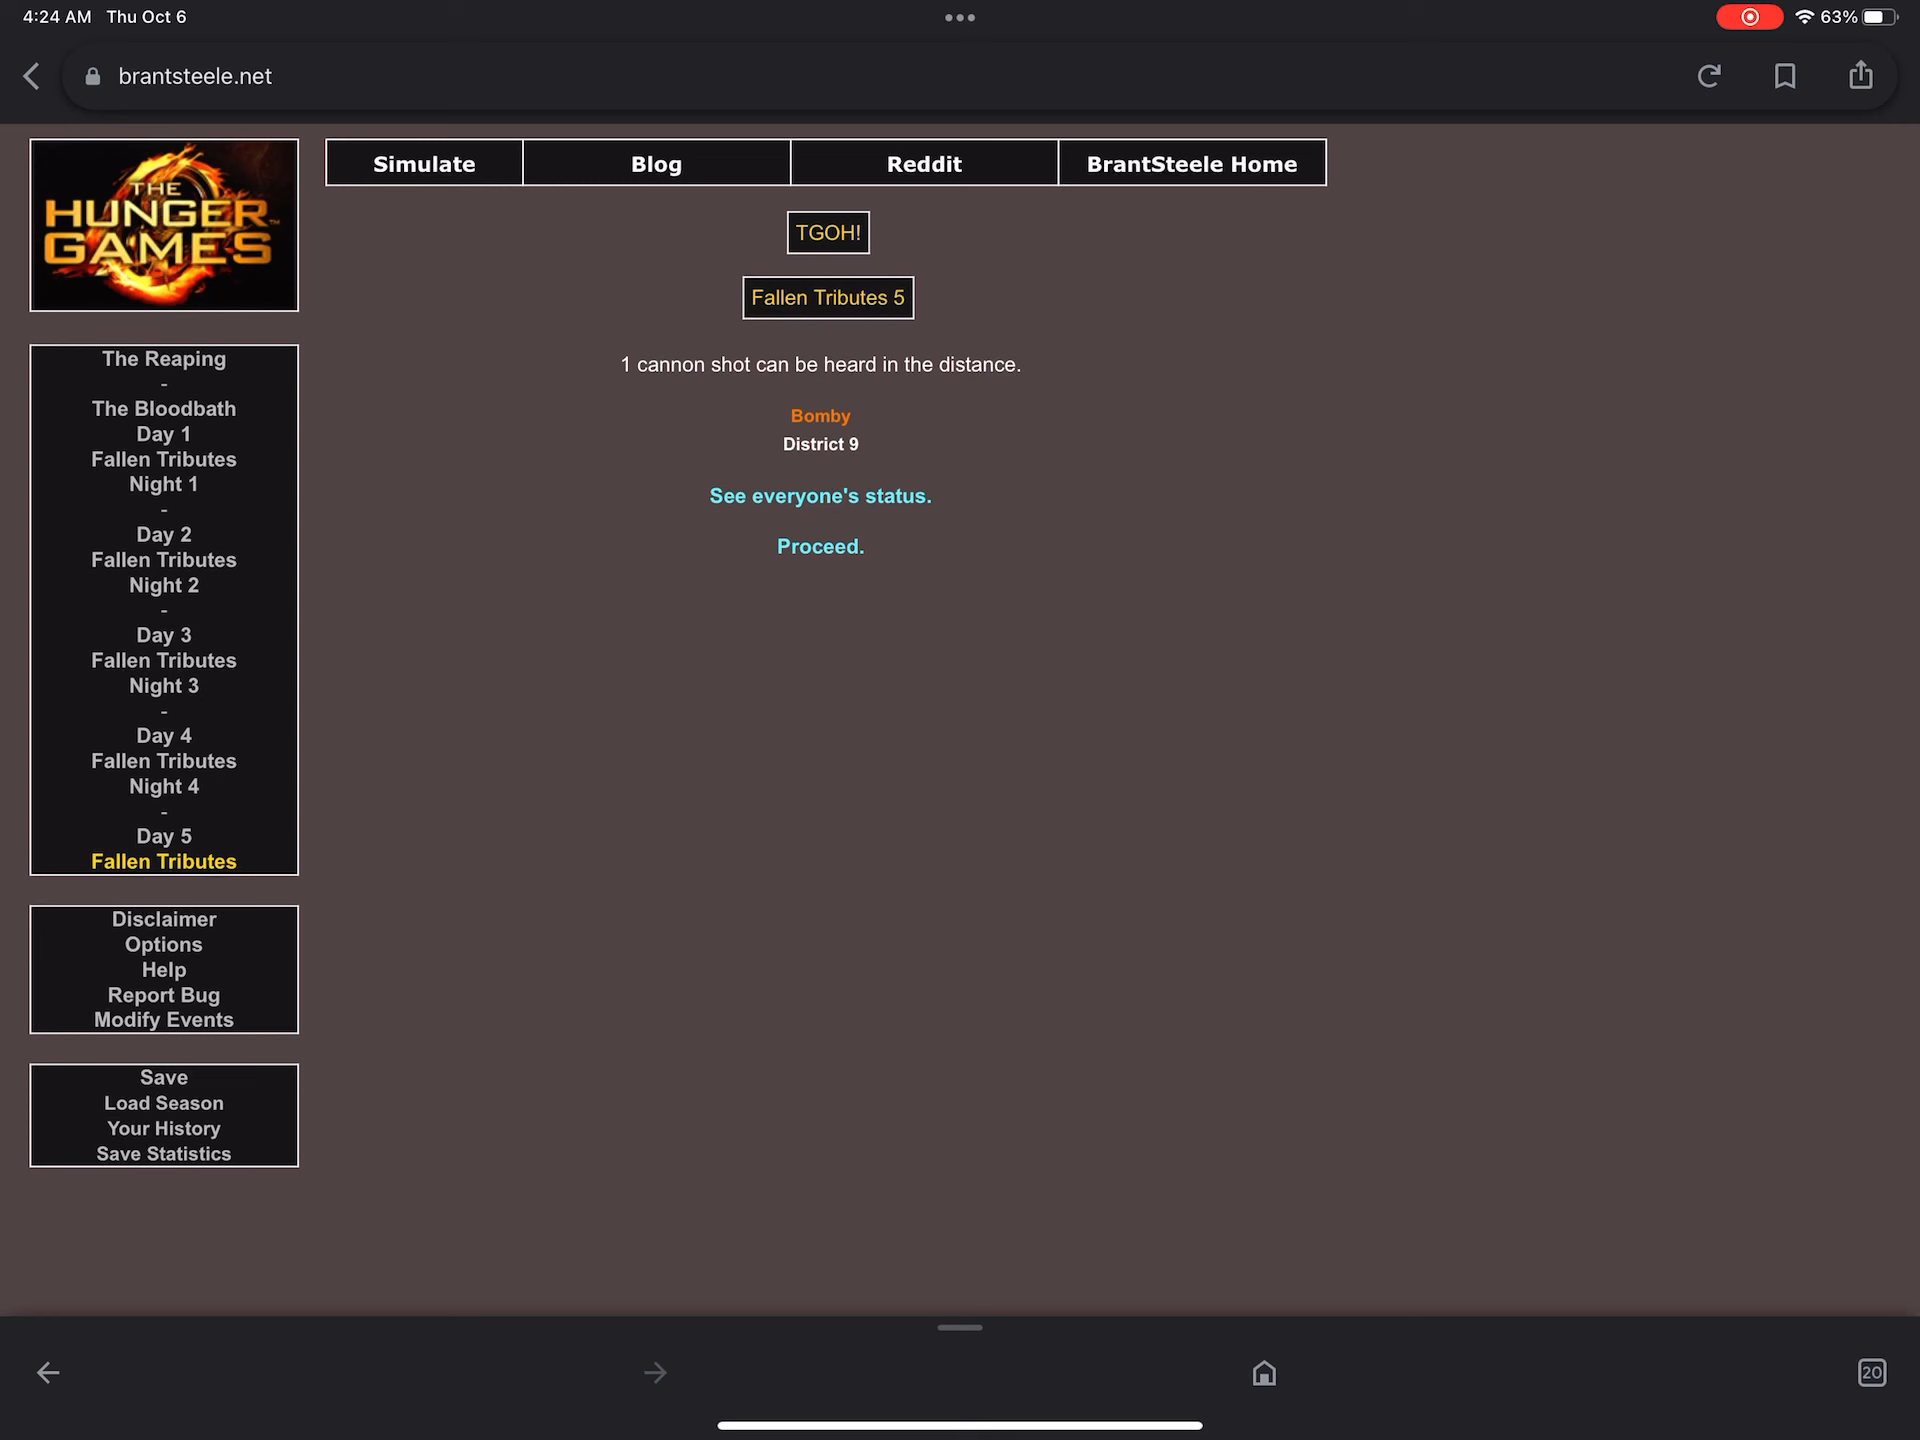 4:24 AM Thu Oct 6
63%
brantsteele.net
THE
HUNGER
GAMES
TM
Simulate
Blog
Reddit
BrantSteele Home
TGOH!
Fallen Tributes 5
1 cannon shot can be heard in the distance.
Bomby
District 9
See everyone's status.
Proceed.
The Reaping
-
The Bloodbath
Day 1
Fallen Tributes
Night 1
-
Day 2
Fallen Tributes
Night 2
-
Day 3
Fallen Tributes
Night 3
-
Day 4
Fallen Tributes
Night 4
-
Day 5
Fallen Tributes
Disclaimer
Options
Help
Report Bug
Modify Events
Save
Load Season
Your History
Save Statistics
20